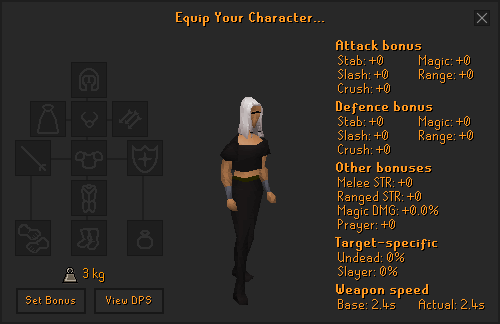 Equip Your Character...
Attack bonus
Stab: +0 Magic: +0
Slash: +0 Range: +0
Crush: +0
Defence bonus
Stab: +0 Magic: +0
Slash: +0 Range: +0
Crush: +0
Other bonuses
Melee STR: +0
Ranged STR: +0
Magic DMG: +0.0%
Prayer: +0
Target-specific
Undead: 0%
Slayer: 0%
Weapon speed
Base: 2.4s Actual: 2.4s
3 kg
Set Bonus View DPS